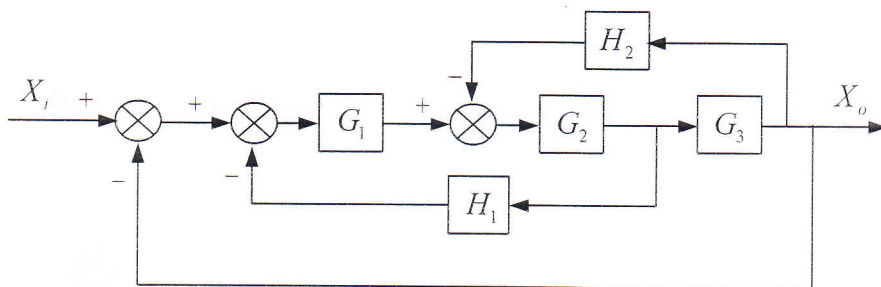 H₂
−
Xᵢ + + G₁ + G₂ G₃ Xₒ
− − H₁